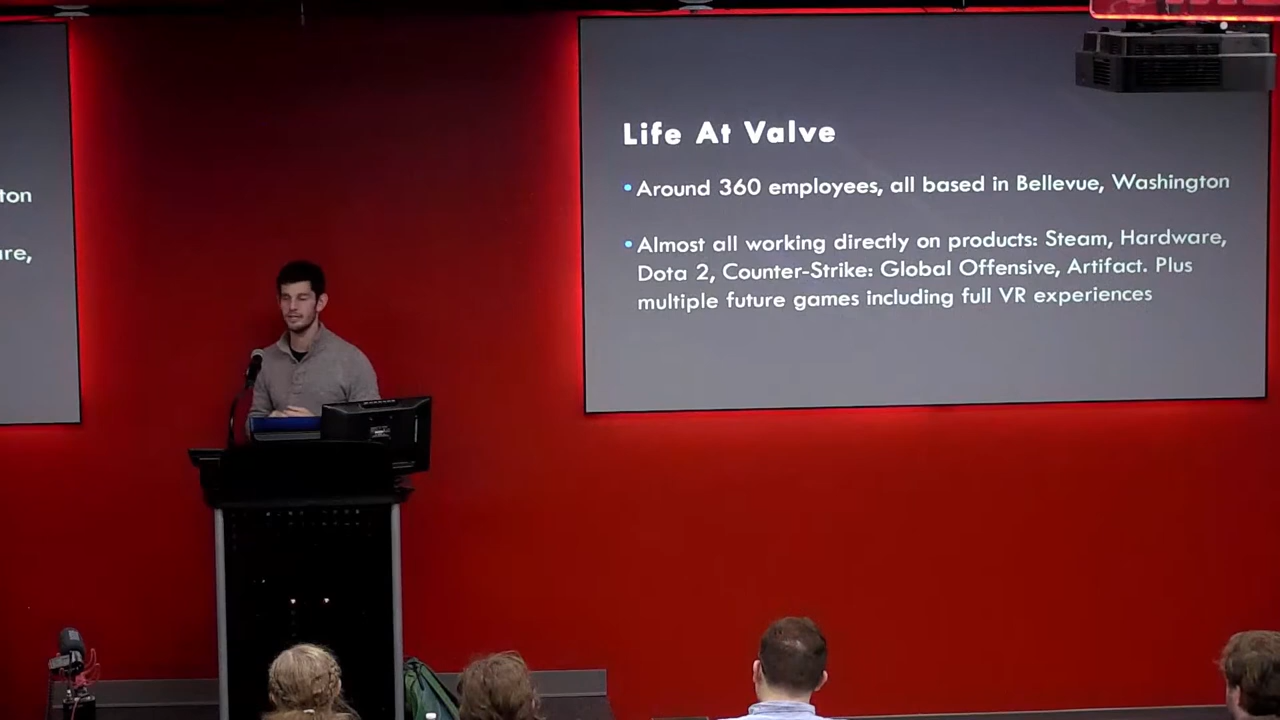 ton
re,
Life At Valve
• Around 360 employees, all based in Bellevue, Washington
• Almost all working directly on products: Steam, Hardware,
Dota 2, Counter-Strike: Global Offensive, Artifact. Plus
multiple future games including full VR experiences